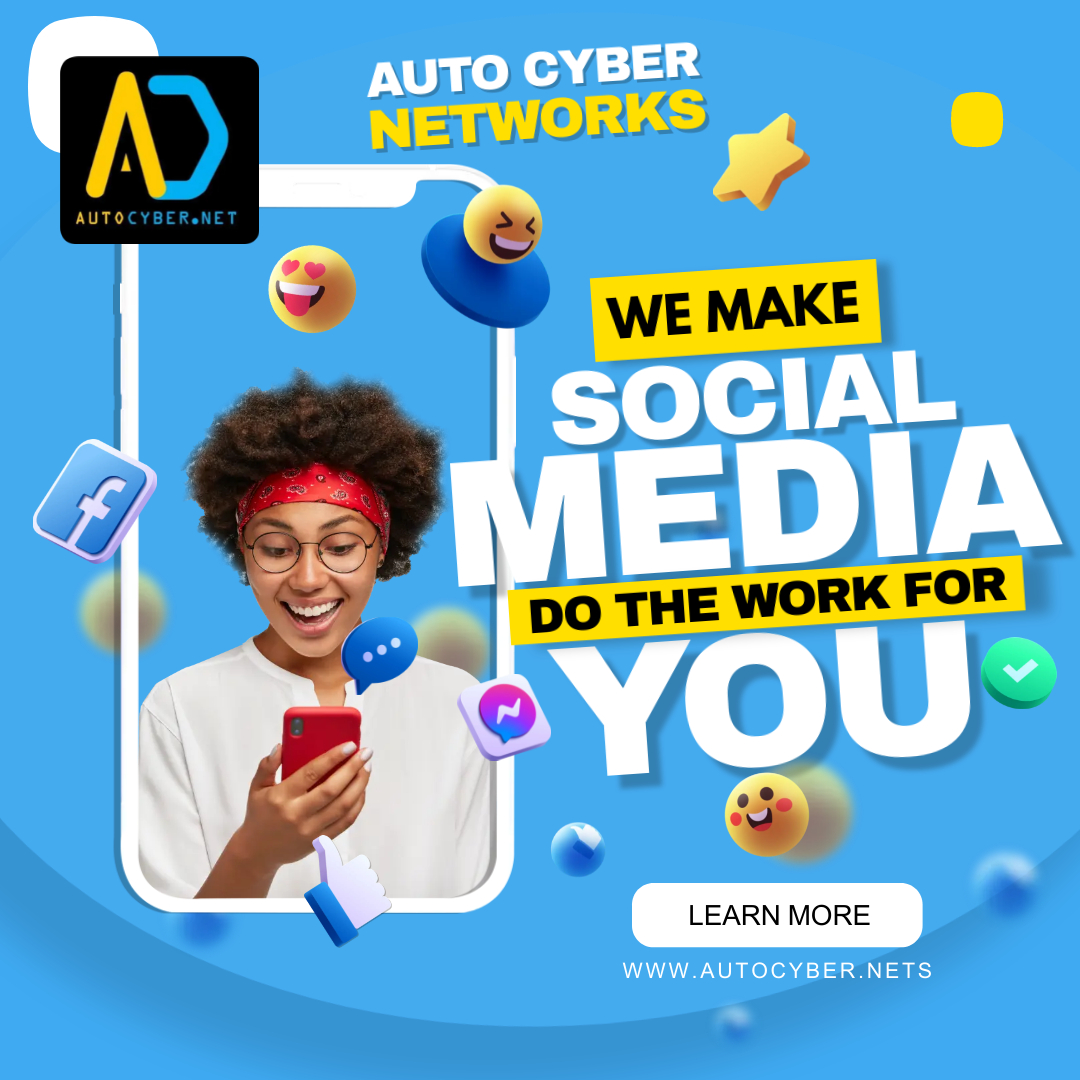 AUTOCYBER.NET
AUTO CYBER
NETWORKS
WE MAKE
SOCIAL
MEDIA
DO THE WORK FOR
YOU
LEARN MORE
WWW.AUTOCYBER.NETS